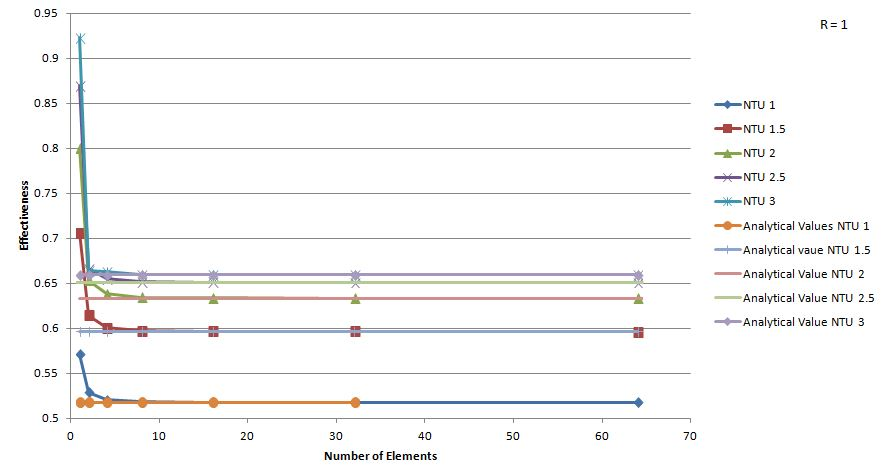 0.95
R = 1
0.9
0.85
NTU 1
NTU 1.5
0.8
NTU 2
NTU 2.5
0.75
NTU 3
Effectiveness
Analytical Values NTU 1
0.7
Analytical vaue NTU 1.5
Analytical Value NTU 2
0.65
Analytical Value NTU 2.5
Analytical Value NTU 3
0.6
0.55
0.5
0 10 20 30 40 50 60 70
Number of Elements